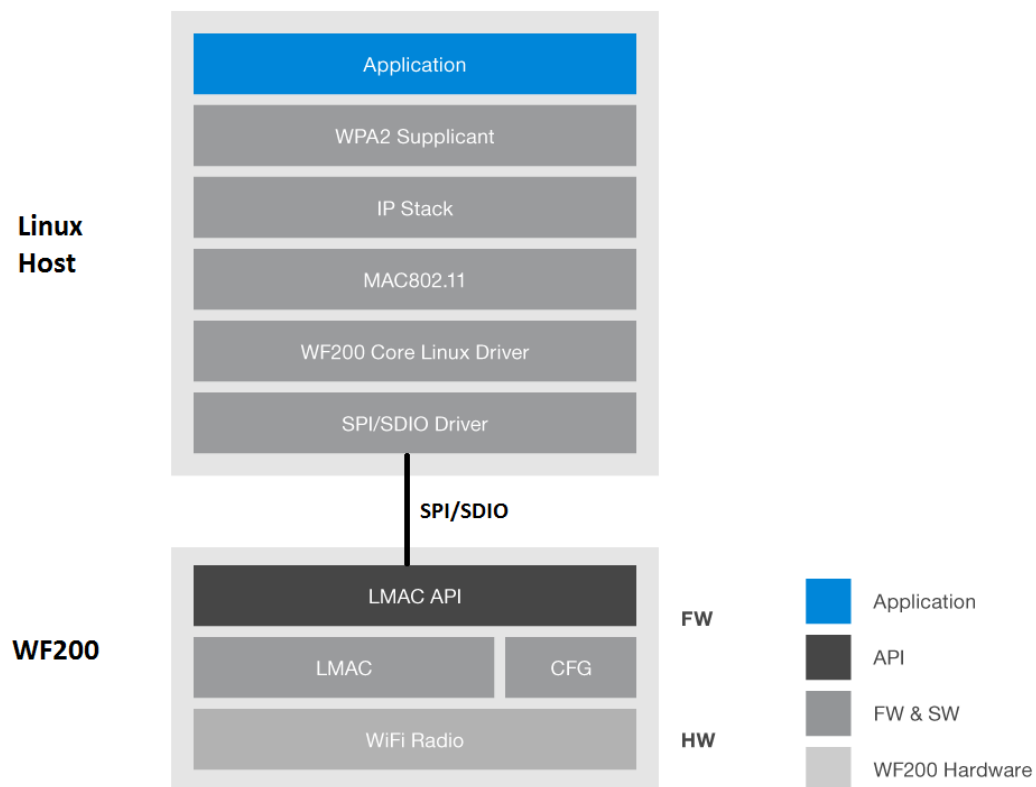 Application
WPA2 Supplicant
IP Stack
Linux
Host
MAC802.11
WF200 Core Linux Driver
SPI/SDIO Driver
SPI/SDIO
LMAC API
FW
WF200
LMAC
CFG
WiFi Radio
HW
Application
API
FW & SW
WF200 Hardware